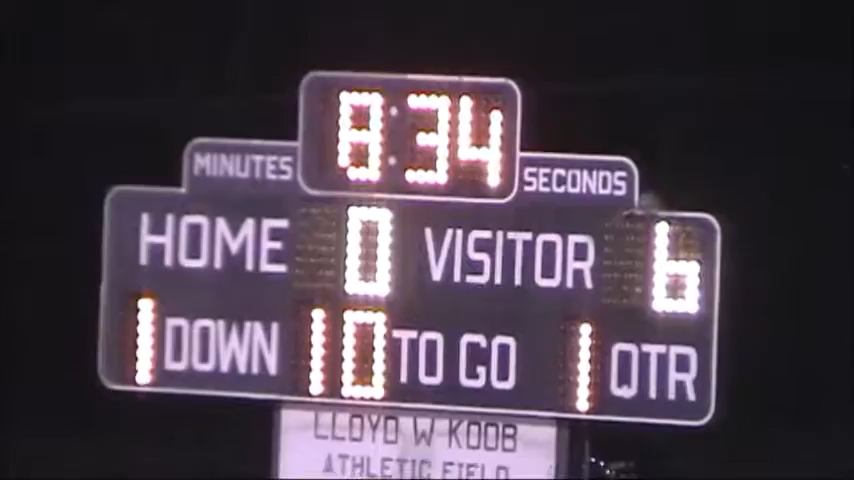 8:34
MINUTES SECONDS
HOME 0 VISITOR 6
1 DOWN 10 TO GO 1 QTR
LLOYD W KOOB
ATHLETIC FIELD